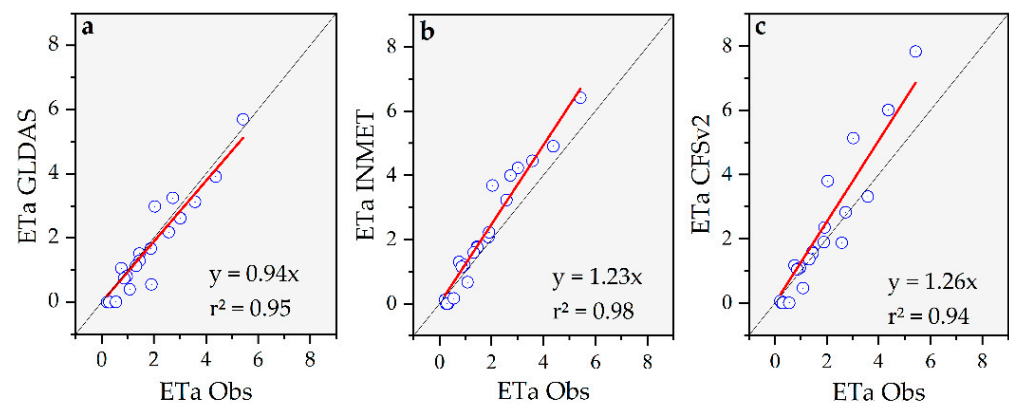 a
ETa GLDAS
8
6
4
2
0
y = 0.94x
r² = 0.95
0 2 4 6 8
ETa Obs
b
ETa INMET
8
6
4
2
0
y = 1.23x
r² = 0.98
0 2 4 6 8
ETa Obs
c
ETa CFSv2
8
6
4
2
0
y = 1.26x
r² = 0.94
0 2 4 6 8
ETa Obs